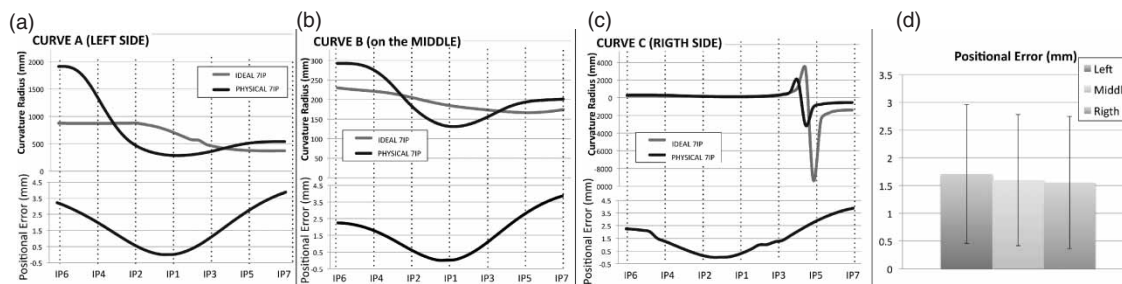 (a)
CURVE A (LEFT SIDE)
Curvature Radius (mm)
2000
1500
1000
500
0
IDEAL 7IP
PHYSICAL 7IP
Positional Error (mm)
4.5
3.5
2.5
1.5
0.5
-0.5
IP6 IP4 IP2 IP1 IP3 IP5 IP7
(b)
CURVE B (on the MIDDLE)
Curvature Radius (mm)
300
250
200
150
100
50
0
IDEAL 7IP
PHYSICAL 7IP
Positional Error (mm)
4.5
3.5
2.5
1.5
0.5
-0.5
IP6 IP4 IP2 IP1 IP3 IP5 IP7
(c)
CURVE C (RIGTH SIDE)
Curvature Radius (mm)
4000
2000
0
2000
4000
6000
8000
0000
IDEAL 7IP
PHYSICAL 7IP
Positional Error (mm)
4.5
3.5
2.5
1.5
0.5
-0.5
IP6 IP4 IP2 IP1 IP3 IP5 IP7
(d)
Positional Error (mm)
3.5
3
2.5
2
1.5
1
0.5
0
Left
Middl
Rigth